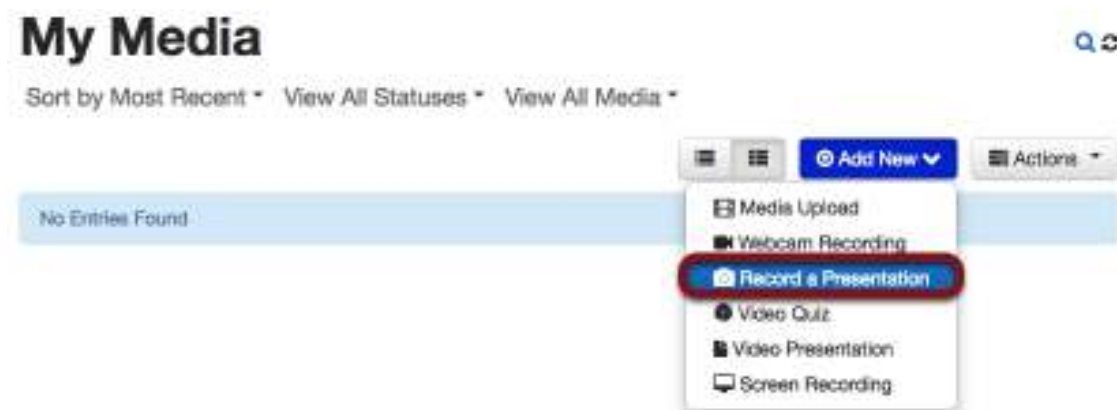 My Media
Sort by Most Recent View All Statuses View All Media
Add New Actions
No Entries Found
Media Upload
Webcam Recording
Record a Presentation
Video Quiz
Video Presentation
Screen Recording